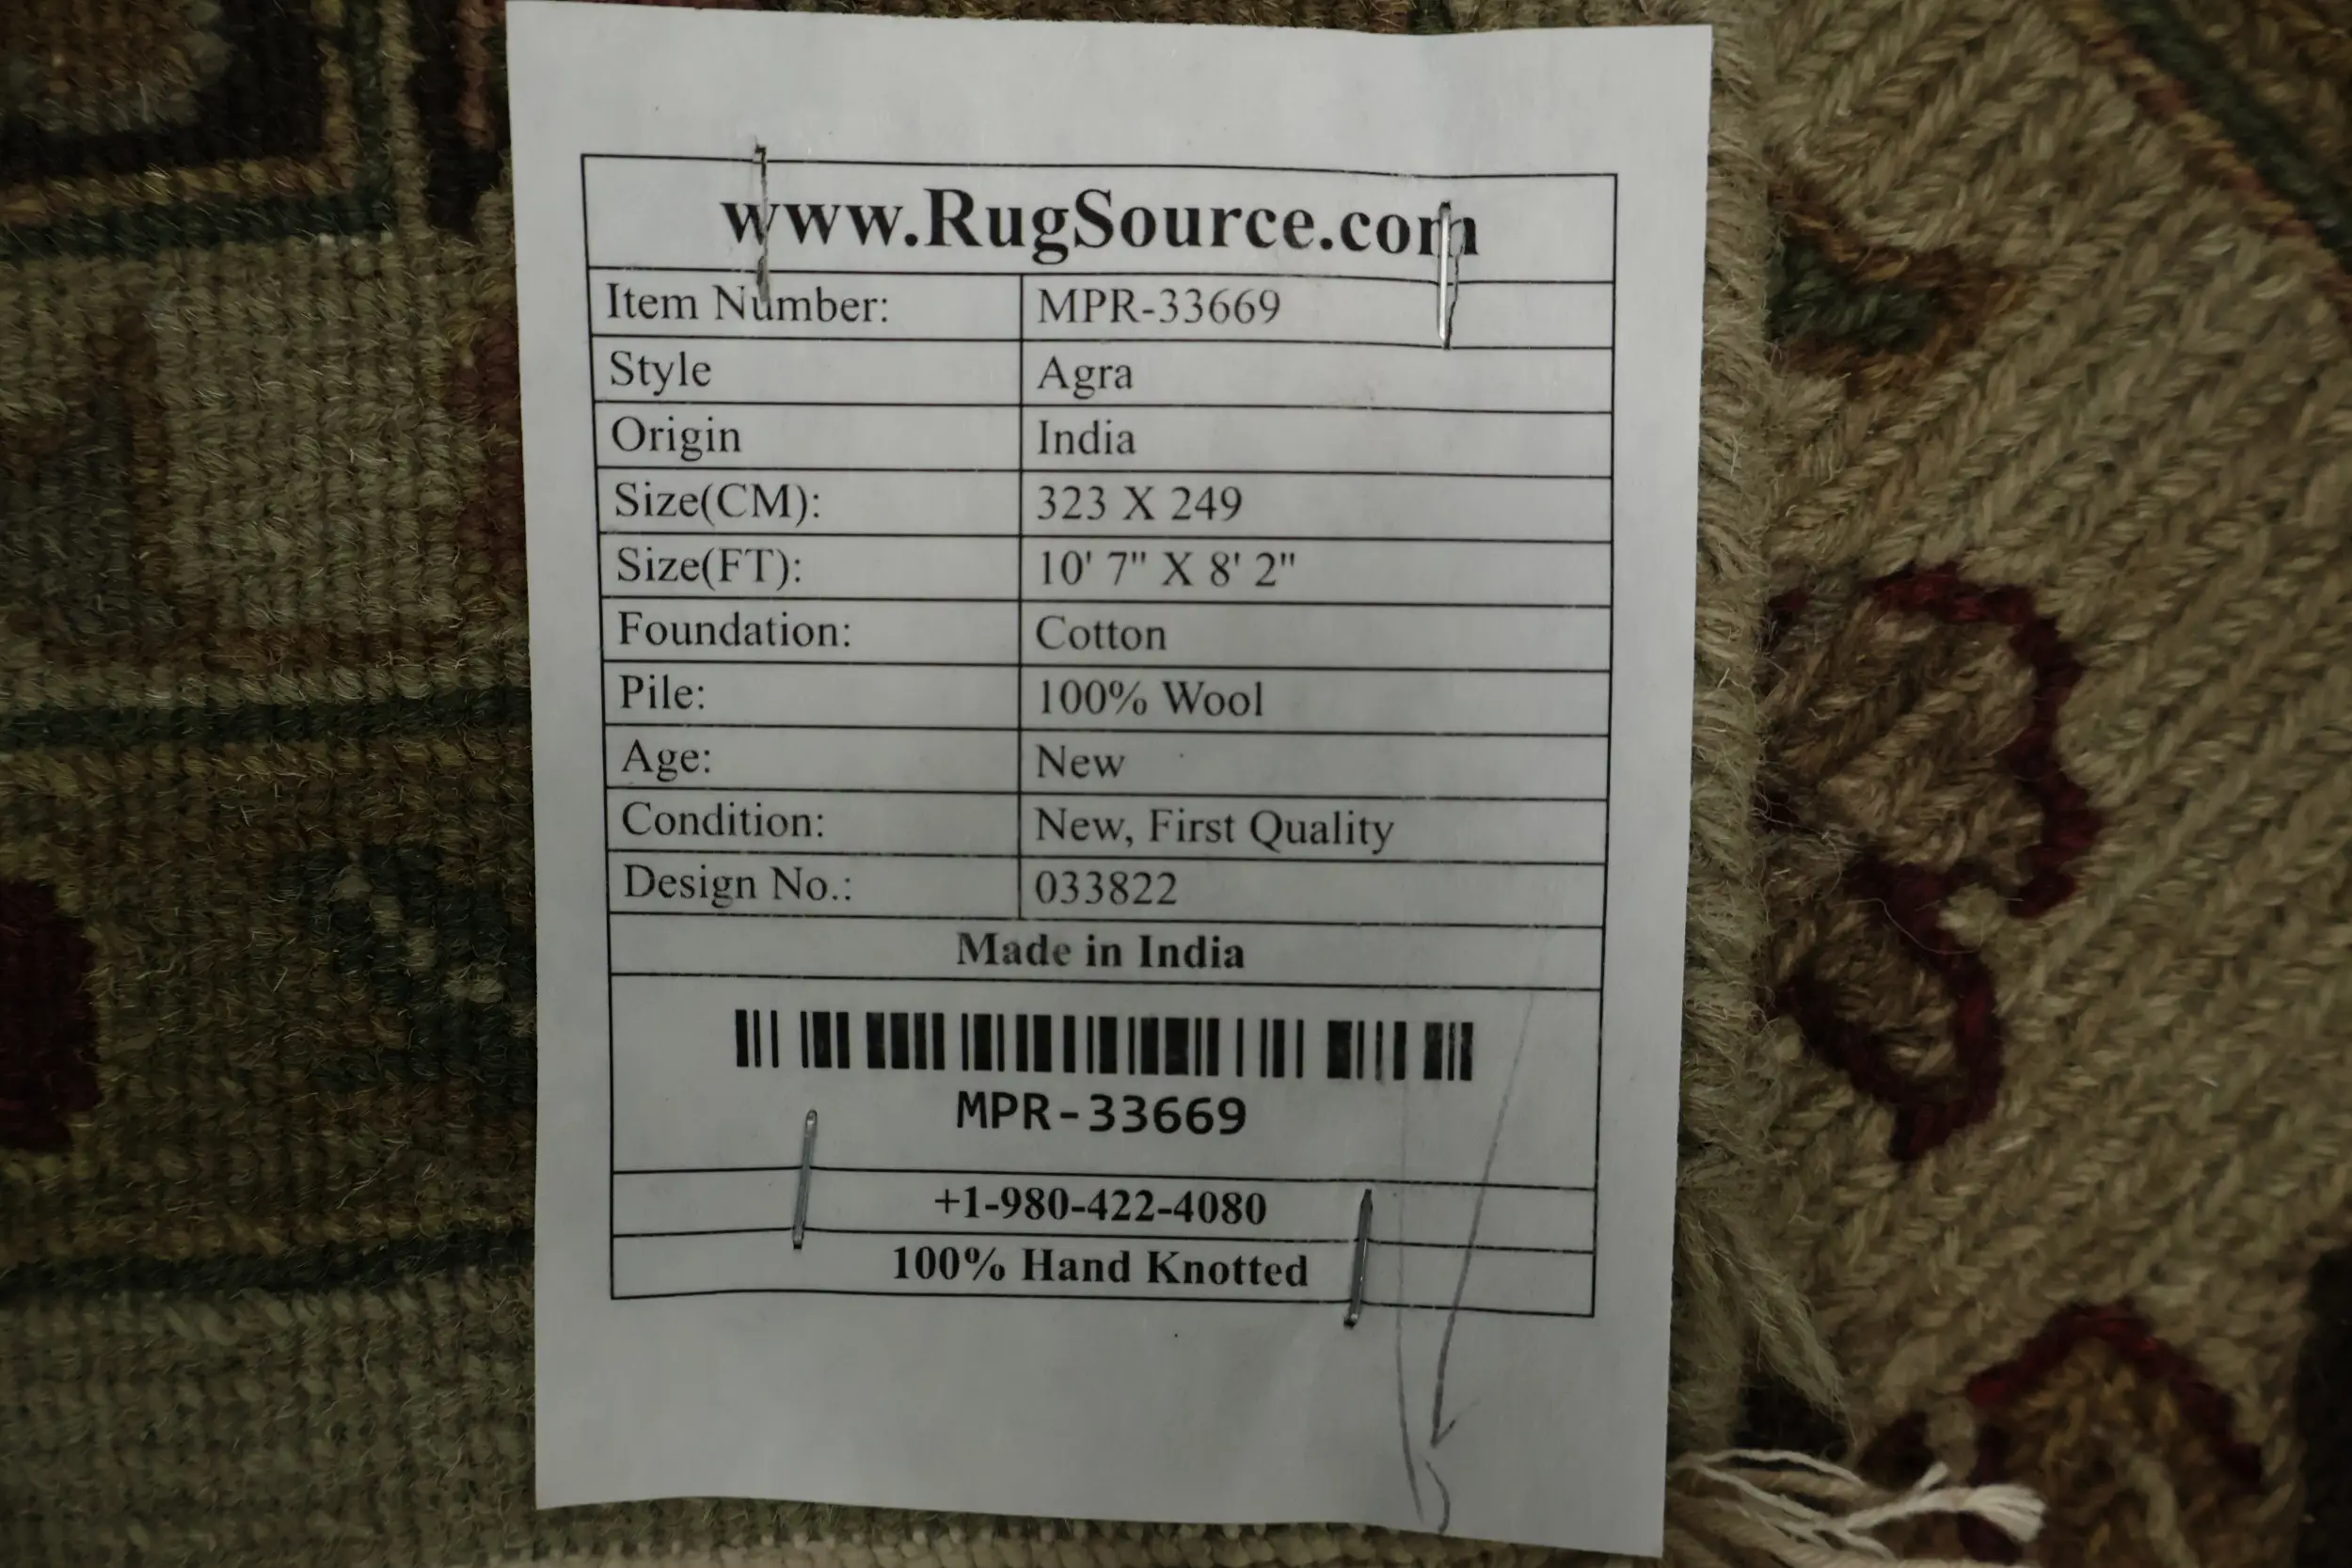 www.RugSource.com
Item Number: MPR-33669
Style Agra
Origin India
Size(CM): 323 X 249
Size(FT): 10' 7" X 8' 2"
Foundation: Cotton
Pile: 100% Wool
Age: New
Condition: New, First Quality
Design No.: 033822
Made in India
MPR-33669
+1-980-422-4080
100% Hand Knotted